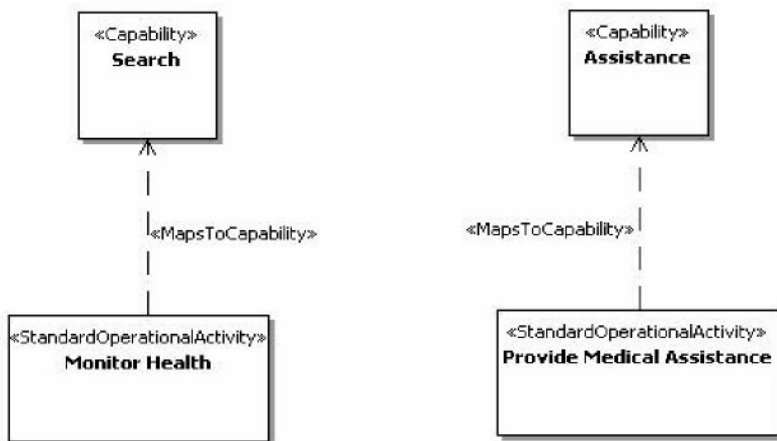 «Capability»
Search
«Capability»
Assistance
«MapsToCapability»
«MapsToCapability»
«StandardOperationalActivity»
Monitor Health
«StandardOperationalActivity»
Provide Medical Assistance